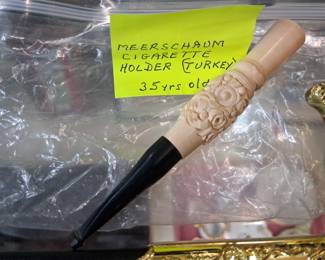 MEERSCHAUM
CIGARETTE
HOLDER (TURKEY)
35 yrs old